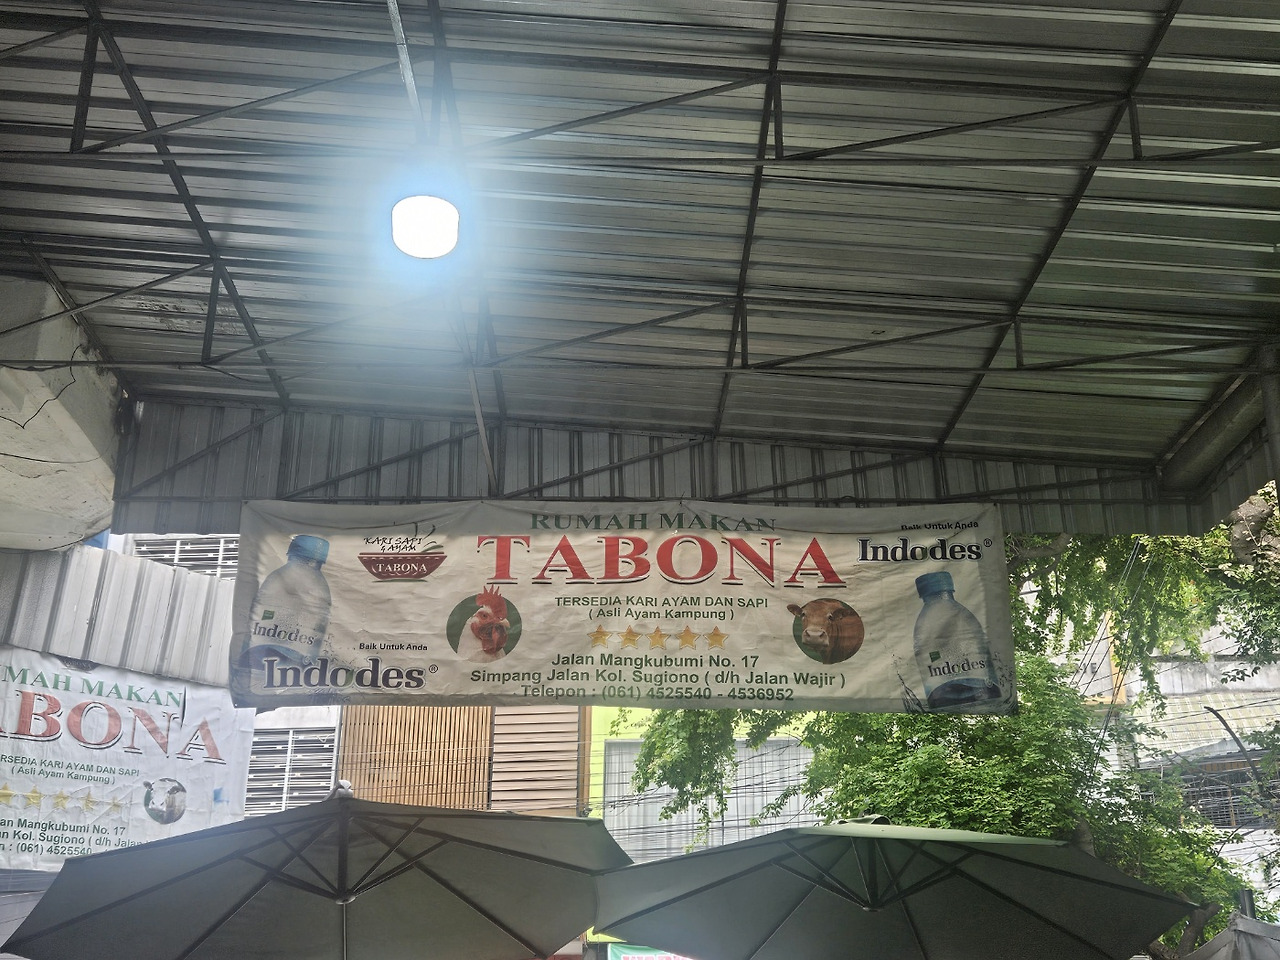 RUMAH MAKAN
TABONA
KARI SAPI
& AYAM
TABONA
Baik Untuk Anda
Indodes®
TERSEDIA KARI AYAM DAN SAPI
( Asli Ayam Kampung )
Jalan Mangkubumi No. 17
Simpang Jalan Kol. Sugiono ( d/h Jalan Wajir )
Telepon : (061) 4525540 - 4536952
Indodes
Baik Untuk Anda
Indodes®
Indodes
MAH MAKAN
BONA
RSEDIA KARI AYAM DAN SAPI
( Asli Ayam Kampung )
an Mangkubumi No. 17
an Kol. Sugiono ( d/h Jalan
n : (061) 4525540